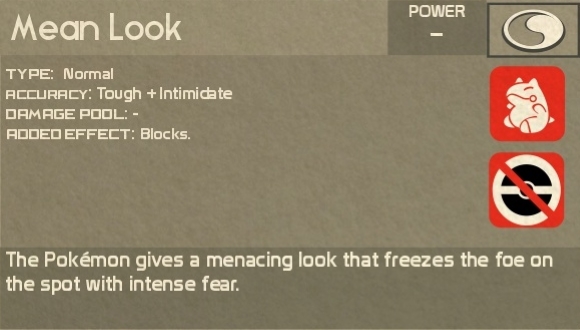 Mean Look
POWER
–
TYPE: Normal
ACCURACY: Tough + Intimidate
DAMAGE POOL: -
ADDED EFFECT: Blocks.
The Pokémon gives a menacing look that freezes the foe on
the spot with intense fear.